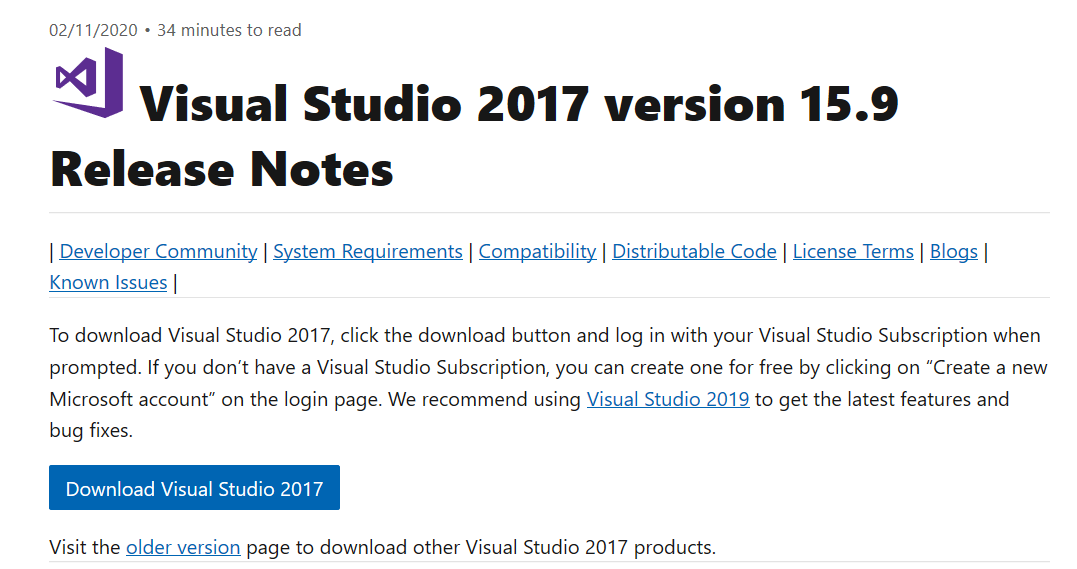 02/11/2020 • 34 minutes to read
Visual Studio 2017 version 15.9
Release Notes
| Developer Community | System Requirements | Compatibility | Distributable Code | License Terms | Blogs |
Known Issues |
To download Visual Studio 2017, click the download button and log in with your Visual Studio Subscription when
prompted. If you don’t have a Visual Studio Subscription, you can create one for free by clicking on “Create a new
Microsoft account” on the login page. We recommend using Visual Studio 2019 to get the latest features and
bug fixes.
Download Visual Studio 2017
Visit the older version page to download other Visual Studio 2017 products.